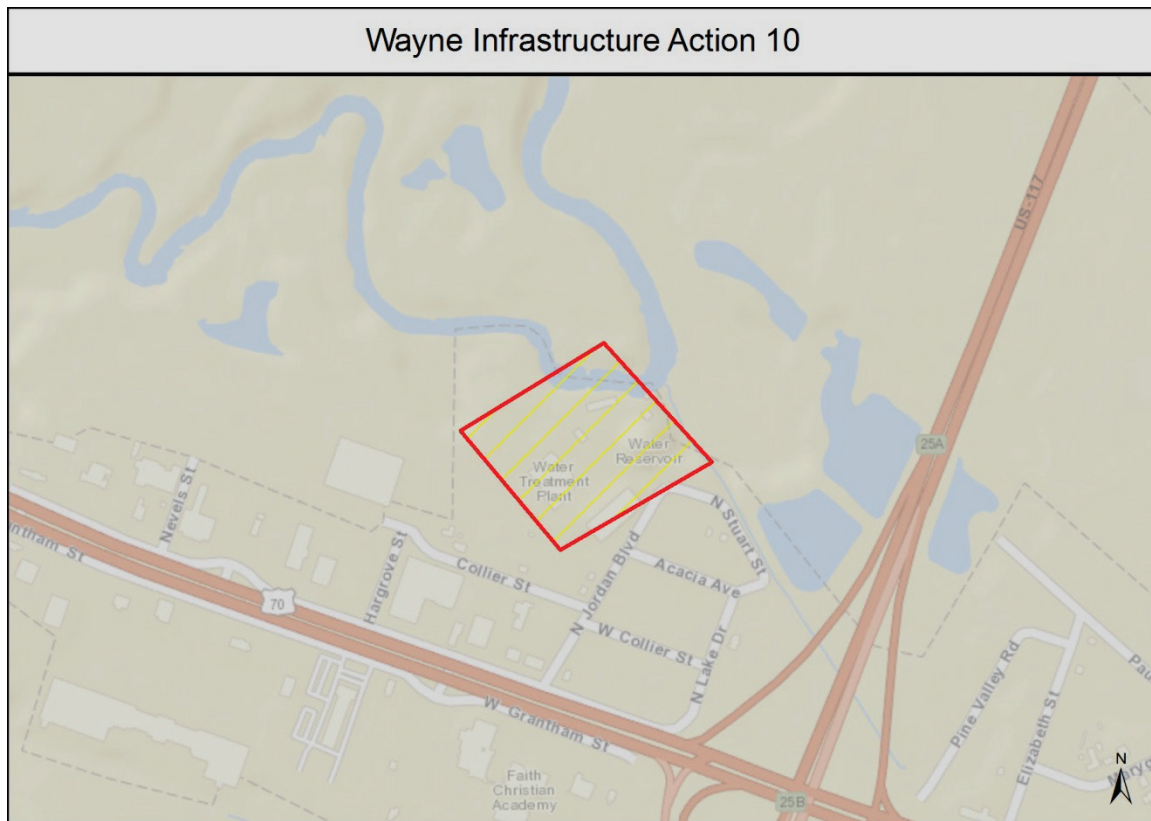 Wayne Infrastructure Action 10
US-117
25A
Water
Reservoir
Water
Treatment
Plant
Nevels St
N Stuart St
Hargrove St
Collier St
N Jordan Blvd
Acacia Ave
70
W Collier St
N Lake Dr
W Grantham St
Pine Valley Rd
Elizabeth St
Faith
Christian
Academy
25B
N